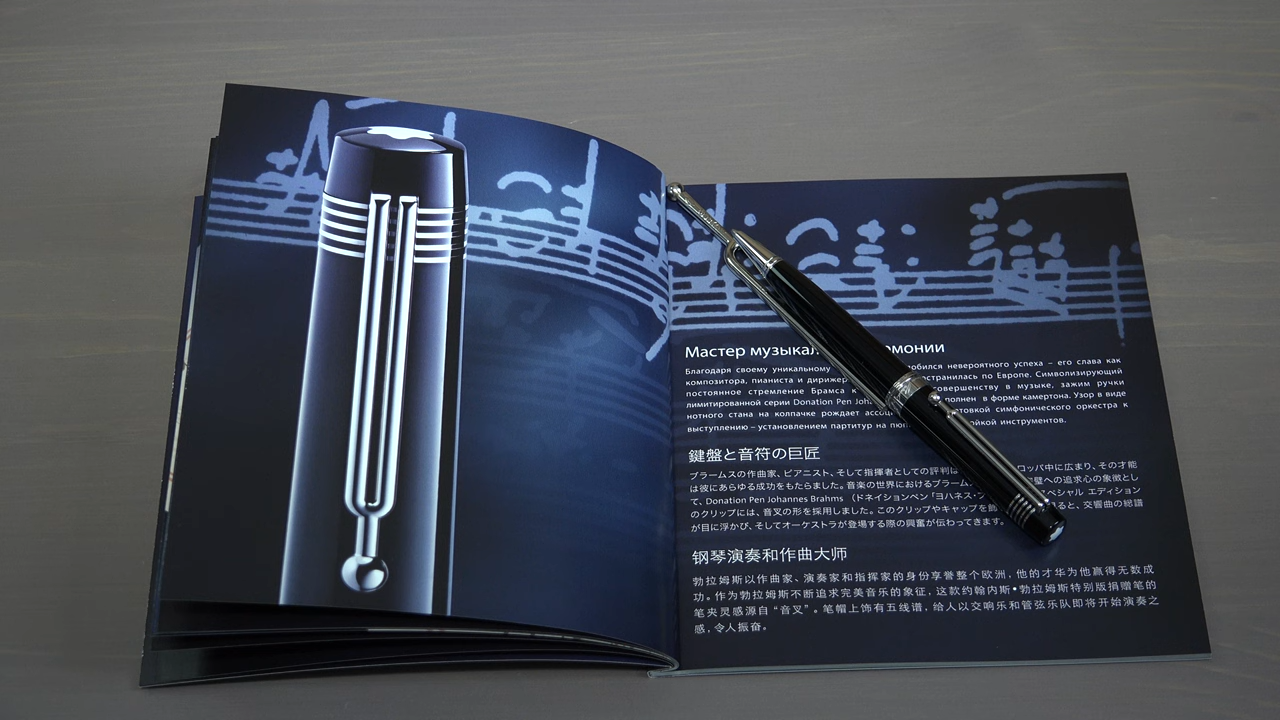 Мастер музыкал рмонии
Благодаря своему уникальному добился невероятного успеха – его слава как
композитора, пианиста и дирижер остранилась по Европе. Символизирующий
постоянное стремление Брамса к овершенству в музыке, зажим ручки
лимитированной серии Donation Pen Joh полнен в форме камертона. Узор в виде
нотного стана на колпачке рождает ассоц отовкой симфонического оркестра к
выступлению – установлением партитур на пюп ойкой инструментов.
鍵盤と音符の巨匠
ブラームスの作曲家、ピアニスト、そして指揮者としての評判は ロッパ中に広まり、その才能
は彼にあらゆる成功をもたらました。音楽の世界におけるブラーム 壁への追求心の象徴とし
て、Donation Pen Johannes Brahms （ドネイションペン「ヨハネス・ ペシャル エディション
のクリップには、音叉の形を採用しました。このクリップやキャップを飾 ると、交響曲の総譜
が目に浮かび、そしてオーケストラが登場する際の興奮が伝わってきます。
钢琴演奏和作曲大师
勃拉姆斯以作曲家、演奏家和指挥家的身份享誉整个欧洲，他的才华为他赢得无数成
功。作为勃拉姆斯不断追求完美音乐的象征，这款约翰内斯•勃拉姆斯特别版捐赠笔的
笔夹灵感源自“音叉”。笔帽上饰有五线谱，给人以交响乐和管弦乐队即将开始演奏之
感，令人振奋。